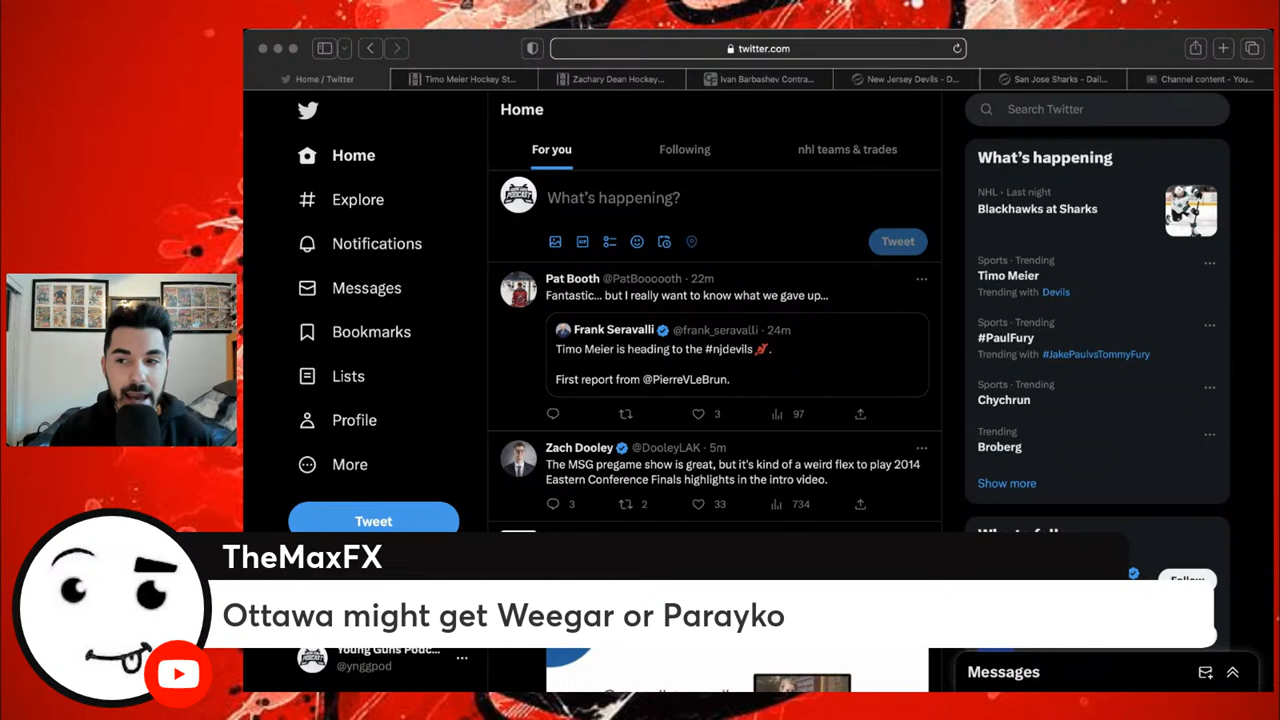 twitter.com
Home / Twitter
Timo Meier Hockey St...
Zachary Dean Hockey...
Ivan Barbashev Contra...
New Jersey Devils - D...
San Jose Sharks - Dail...
Channel content - You...
Home
Explore
Notifications
Messages
Bookmarks
Lists
Profile
More
Tweet
Young Guns Podc...
@ynggpod
Home
For you
Following
nhl teams & trades
What's happening?
Tweet
Pat Booth @PatBoooooth · 22m
Fantastic... but I really want to know what we gave up...
Frank Seravalli @frank_seravalli · 24m
Timo Meier is heading to the #njdevils.
First report from @PierreVLeBrun.
3
97
Zach Dooley @DooleyLAK · 5m
The MSG pregame show is great, but it's kind of a weird flex to play 2014
Eastern Conference Finals highlights in the intro video.
3
2
33
734
Search Twitter
What's happening
NHL · Last night
Blackhawks at Sharks
Sports · Trending
Timo Meier
Trending with Devils
Sports · Trending
#PaulFury
Trending with #JakePaulvsTommyFury
Sports · Trending
Chychrun
Trending
Broberg
Show more
Follow
Messages
TheMaxFX
Ottawa might get Weegar or Parayko
PODCAST